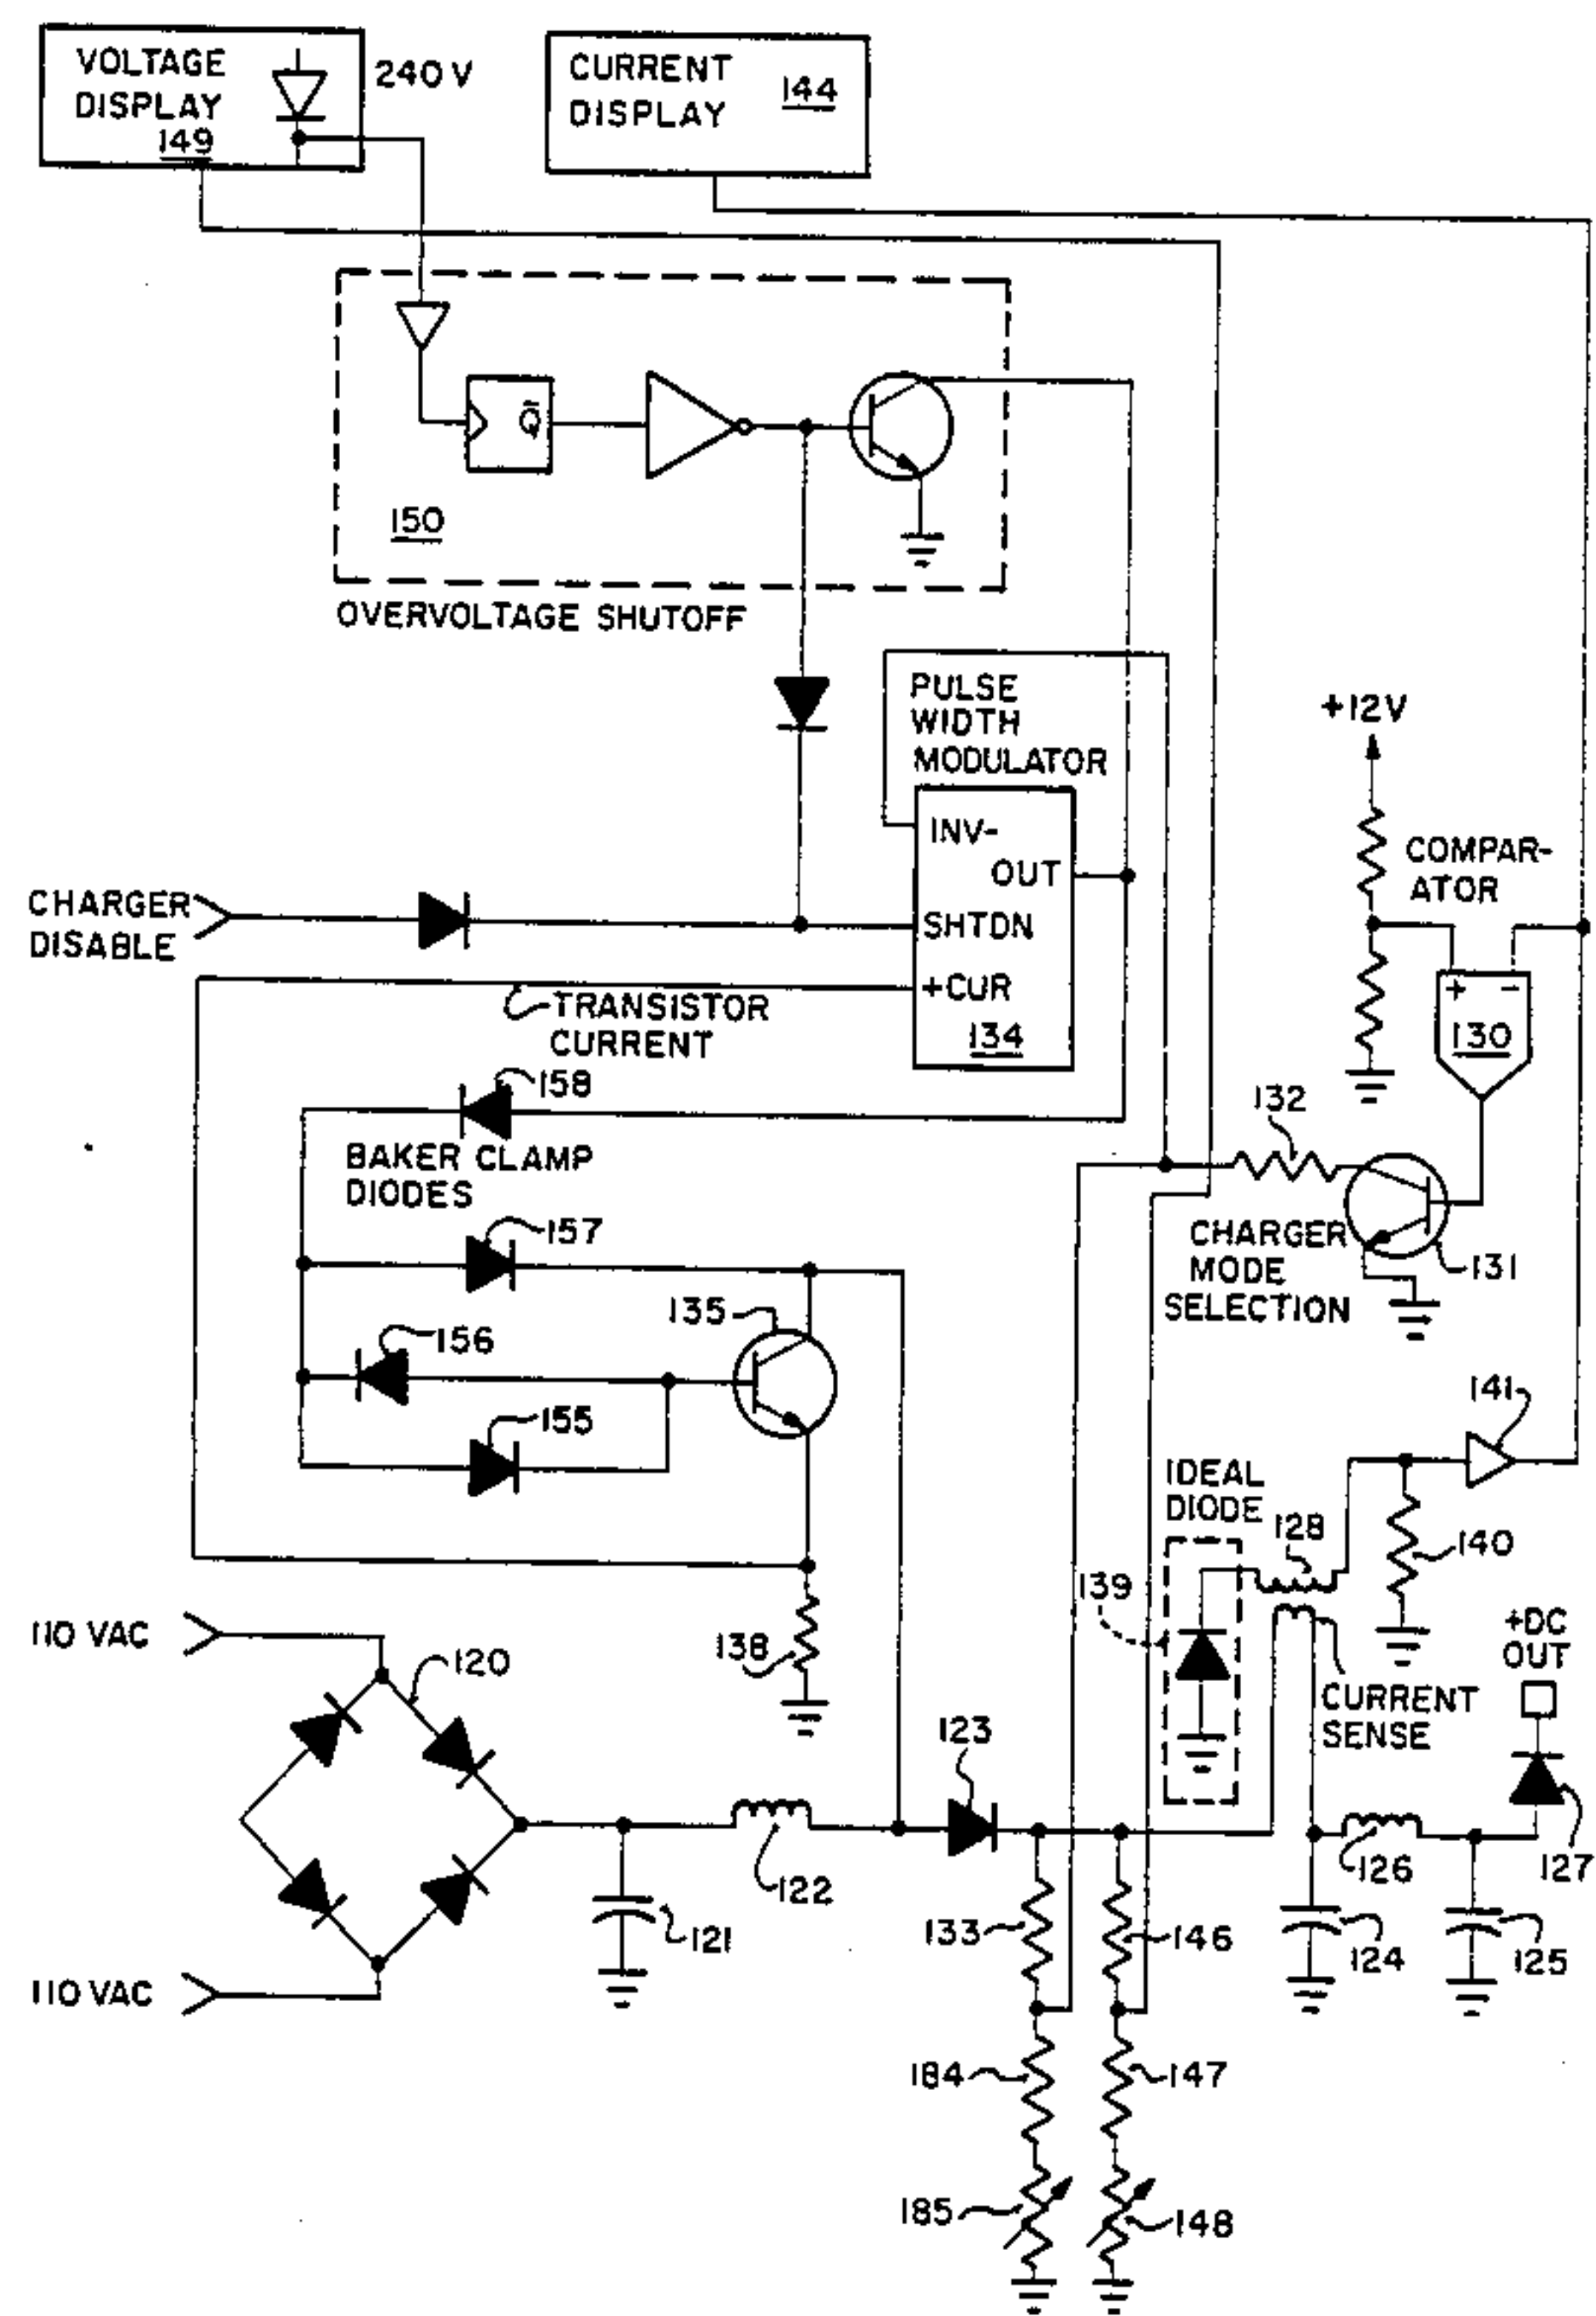 VOLTAGE
DISPLAY
149
240 V
CURRENT
DISPLAY
144
Q̄
150
OVERVOLTAGE SHUTOFF
PULSE
WIDTH
MODULATOR
INV-
OUT
SHTDN
+CUR
134
CHARGER
DISABLE
TRANSISTOR
CURRENT
+12V
COMPAR-
ATOR
+ -
130
132
158
BAKER CLAMP
DIODES
157
CHARGER
MODE
SELECTION
131
135
156
155
141
IDEAL
DIODE
128
140
139
+DC
OUT
110 VAC
120
138
CURRENT
SENSE
123
127
122
126
121
133
146
124
125
110 VAC
184
147
185
148